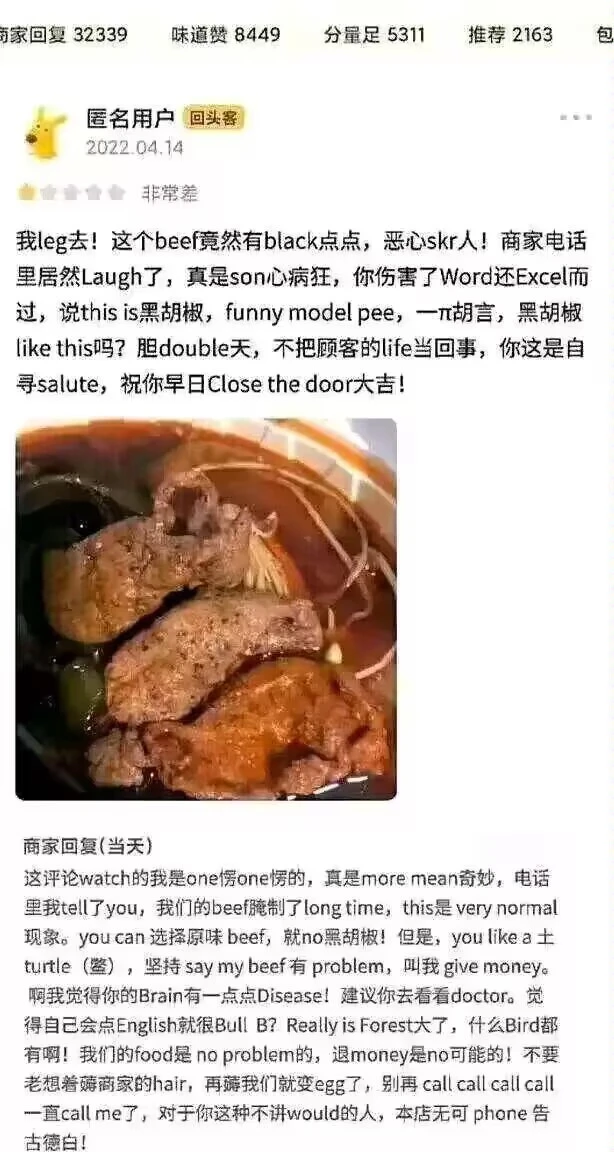 商家回复 32339 味道赞 8449 分量足 5311 推荐 2163 包
匿名用户 回头客
2022.04.14
非常差
我leg去！这个beef竟然有black点点，恶心skr人！商家电话
里居然Laugh了，真是son心病狂，你伤害了Word还Excel而
过，说this is黑胡椒，funny model pee，一π胡言，黑胡椒
like this吗？胆double天，不把顾客的life当回事，你这是自
寻salute，祝你早日Close the door大吉！
商家回复(当天)
这评论watch的我是one愣one愣的，真是more mean奇妙，电话
里我tell了you，我们的beef腌制了long time，this是 very normal
现象。you can 选择原味 beef，就no黑胡椒！但是，you like a 土
turtle（鳖），坚持 say my beef 有 problem，叫我 give money。
啊我觉得你的Brain有一点点Disease！建议你去看看doctor。觉
得自己会点English就很Bull B？Really is Forest大了，什么Bird都
有啊！我们的food是 no problem的，退money是no可能的！不要
老想着薅商家的hair，再薅我们就变egg了，别再 call call call call
一直call me了，对于你这种不讲would的人，本店无可 phone 告
古德白！